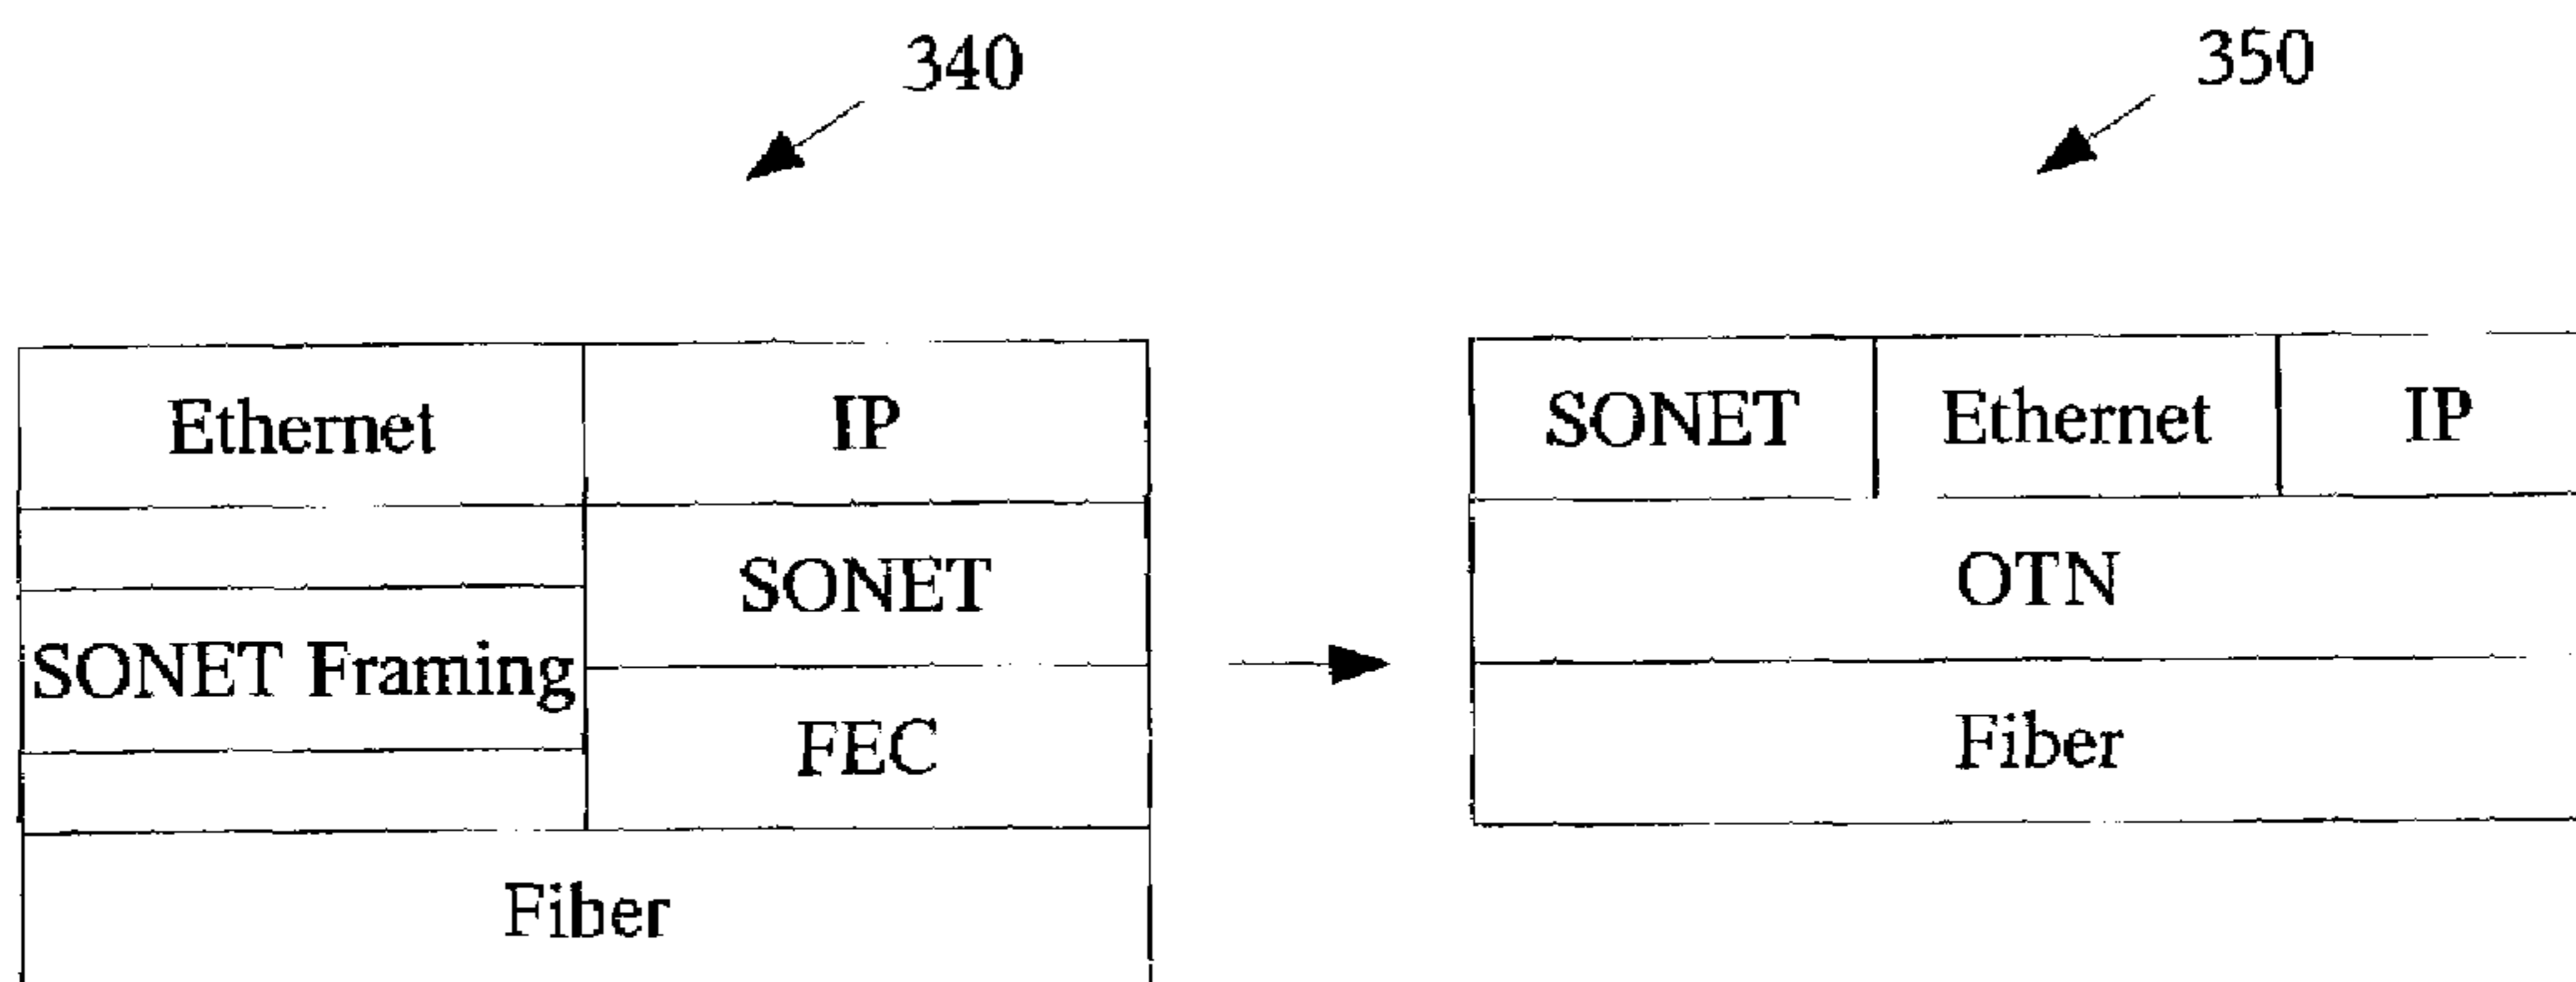 340
350
Ethernet
IP
SONET
SONET Framing
FEC
Fiber
SONET
Ethernet
IP
OTN
Fiber